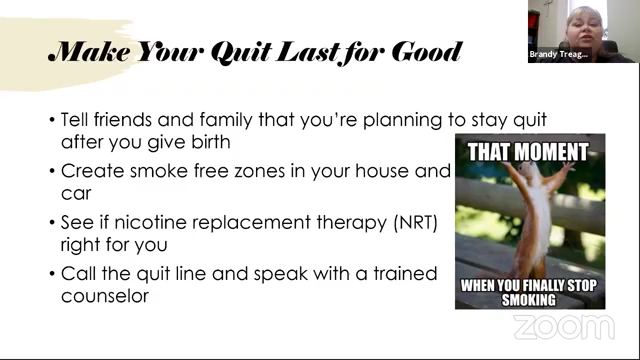 Make Your Quit Last for Good
Brandy Treag...
• Tell friends and family that you're planning to stay quit
after you give birth
• Create smoke free zones in your house and
car
• See if nicotine replacement therapy (NRT)
right for you
• Call the quit line and speak with a trained
counselor
THAT MOMENT
WHEN YOU FINALLY STOP
SMOKING
zoom